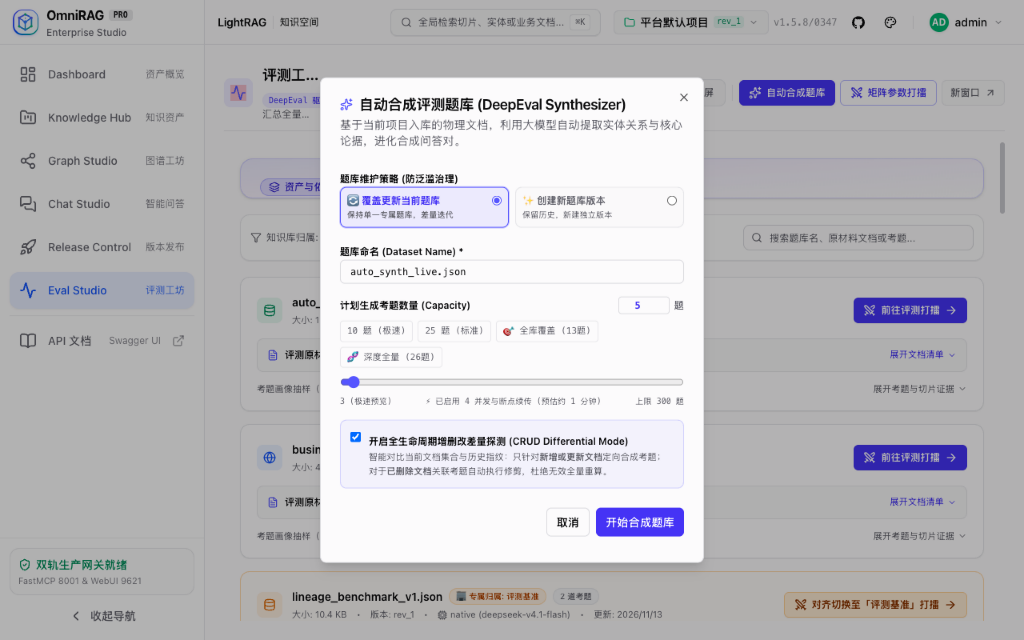 OmniRAG PRO
Enterprise Studio
LightRAG 知识空间
全局检索切片、实体或业务文档... ⌘K
平台默认项目 rev_1
v1.5.8/0347
AD admin
Dashboard 资产概览
Knowledge Hub 知识资产
Graph Studio 图谱工坊
Chat Studio 智能问答
Release Control 版本发布
Eval Studio 评测工坊
API 文档 Swagger UI
双轨生产网关就绪
FastMCP 8001 & WebUI 9621
收起导航
评测工...
DeepEval 驱
汇总全量...
屏
自动合成题库
矩阵参数打擂
新窗口
资产与
知识库归属:
搜索题库名、原材料文档或考题...
自动合成评测题库 (DeepEval Synthesizer)
基于当前项目入库的物理文档，利用大模型自动提取实体关系与核心
论据，进化合成问答对。
题库维护策略 (防泛滥治理)
覆盖更新当前题库
保持单一专属题库，差量迭代
✨ 创建新题库版本
保留历史，新建独立版本
题库命名 (Dataset Name) *
auto_synth_live.json
计划生成考题数量 (Capacity)
5 题
10 题 (极速)
25 题 (标准)
🎯 全库覆盖 (13题)
🧬 深度全量 (26题)
3 (极速预览)
⚡ 已启用 4 并发与断点续传 (预估约 1 分钟)
上限 300 题
开启全生命周期增删改差量探测 (CRUD Differential Mode)
智能对比当前文档集合与历史指纹：只针对新增或更新文档定向合成考题；
对于已删除文档关联考题自动执行修剪，杜绝无效全量重算。
取消
开始合成题库
auto_
大小: 1
前往评测打擂
评测原材
展开文档清单
考题画像抽样
展开考题与切片证据
busin
大小: 4
前往评测打擂
评测原材
展开文档清单
考题画像抽样
展开考题与切片证据
lineage_benchmark_v1.json
专属归属: 评测基准
2 道考题
大小: 10.4 KB · 版本: rev_1 · native (deepseek-v4.1-flash) · 更新: 2026/11/13
对齐切换至「评测基准」打擂